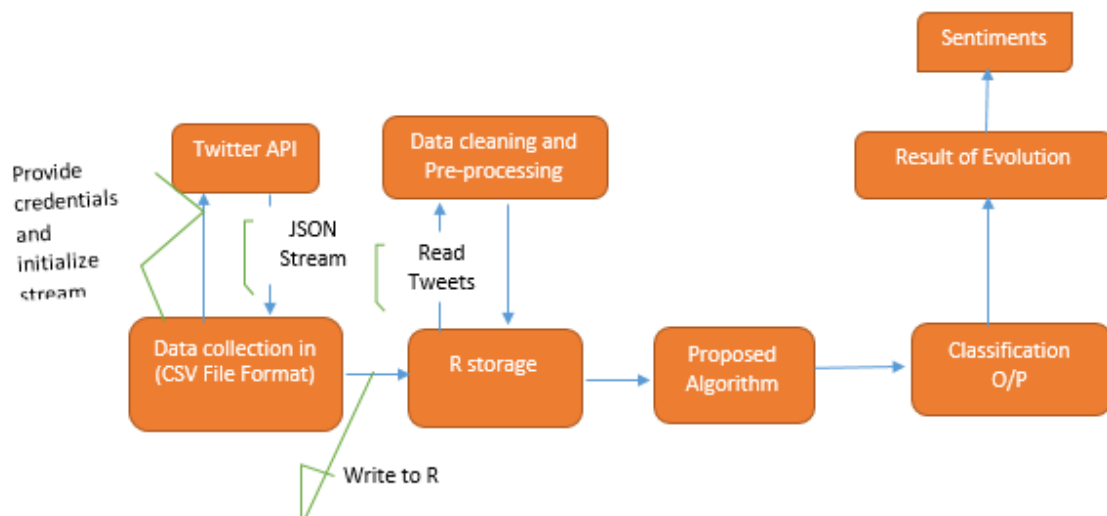 Sentiments
Twitter API
Data cleaning and
Pre-processing
Result of Evolution
Provide
credentials
and
initialize
stream
JSON
Stream
Read
Tweets
Data collection in
(CSV File Format)
R storage
Proposed
Algorithm
Classification
O/P
Write to R